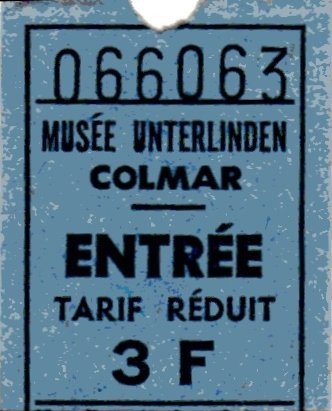 066063
MUSÉE UNTERLINDEN
COLMAR
ENTRÉE
TARIF RÉDUIT
3 F